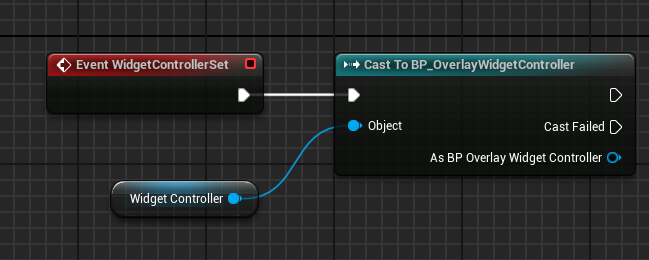 Event WidgetControllerSet
Cast To BP_OverlayWidgetController
Object
Cast Failed
As BP Overlay Widget Controller
Widget Controller